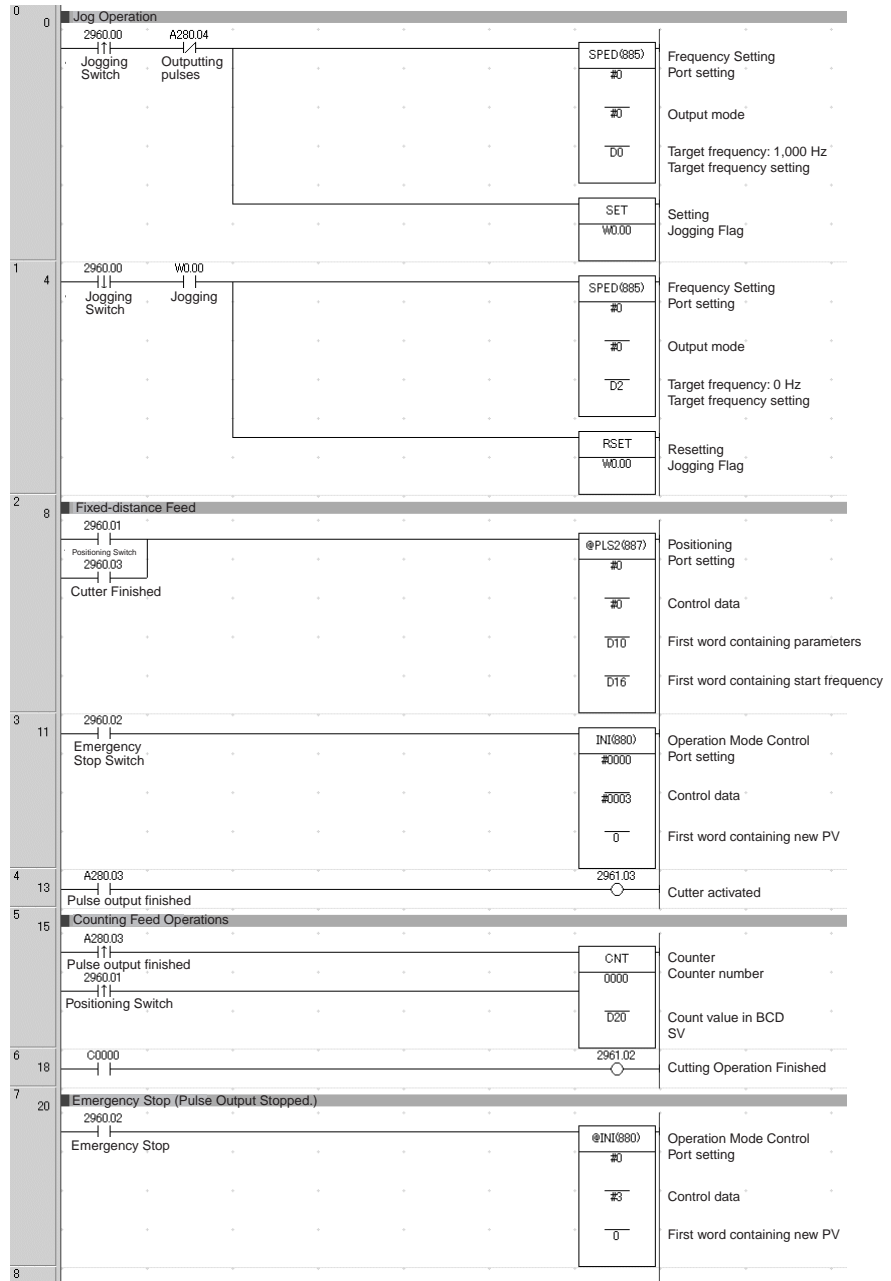 0
0
Jog Operation
2960.00 A280.04
Jogging Switch
Outputting pulses
SPED(885)
Frequency Setting
#0
Port setting
#0
Output mode
D0
Target frequency: 1,000 Hz
Target frequency setting
SET
Setting
W0.00
Jogging Flag
1
4
2960.00 W0.00
Jogging Switch
Jogging
SPED(885)
Frequency Setting
#0
Port setting
#0
Output mode
D2
Target frequency: 0 Hz
Target frequency setting
RSET
Resetting
W0.00
Jogging Flag
2
8
Fixed-distance Feed
2960.01
Positioning Switch
2960.03
Cutter Finished
@PLS2(887)
Positioning
#0
Port setting
#0
Control data
D10
First word containing parameters
D16
First word containing start frequency
3
11
2960.02
Emergency
Stop Switch
INI(880)
Operation Mode Control
#0000
Port setting
#0003
Control data
0
First word containing new PV
4
13
A280.03
Pulse output finished
2961.03
Cutter activated
5
15
Counting Feed Operations
A280.03
Pulse output finished
2960.01
Positioning Switch
CNT
Counter
0000
Counter number
D20
Count value in BCD
SV
6
18
C0000
2961.02
Cutting Operation Finished
7
20
Emergency Stop (Pulse Output Stopped.)
2960.02
Emergency Stop
@INI(880)
Operation Mode Control
#0
Port setting
#3
Control data
0
First word containing new PV
8